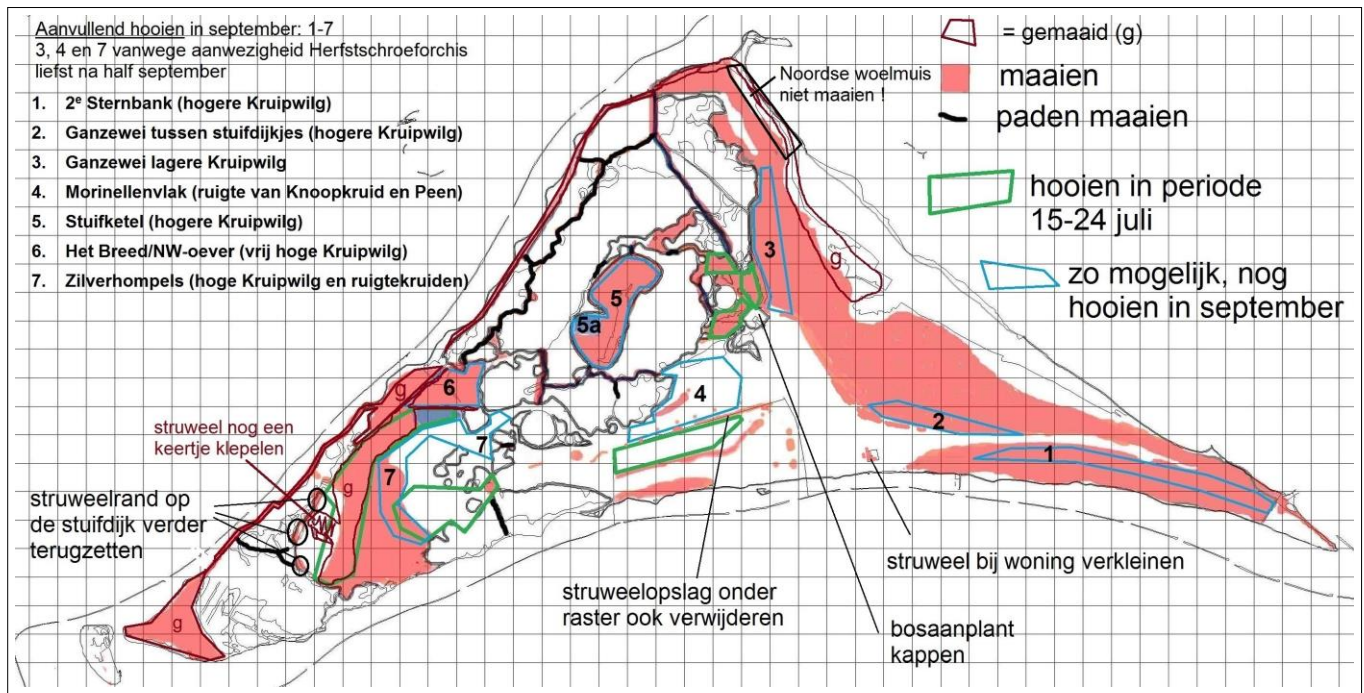 Aanvullend hooien in september: 1-7
3, 4 en 7 vanwege aanwezigheid Herfstschroeforchis
liefst na half september
1. 2e Sternbank (hogere Kruipwilg)
2. Ganzewei tussen stuifdijkjes (hogere Kruipwilg)
3. Ganzewei lagere Kruipwilg
4. Morinellenvlak (ruigte van Knoopkruid en Peen)
5. Stuifketel (hogere Kruipwilg)
6. Het Breed/NW-oever (vrij hoge Kruipwilg)
7. Zilverhompels (hoge Kruipwilg en ruigtekruiden)
= gemaaid (g)
maaien
paden maaien
hooien in periode
15-24 juli
zo mogelijk, nog
hooien in september
Noordse woelmuis
niet maaien !
3
g
5
5a
6
g
4
2
7
1
7
g
g
struweel nog een
keertje klepelen
struweelrand op
de stuifdijk verder
terugzetten
struweelopslag onder
raster ook verwijderen
bosaanplant
kappen
struweel bij woning verkleinen